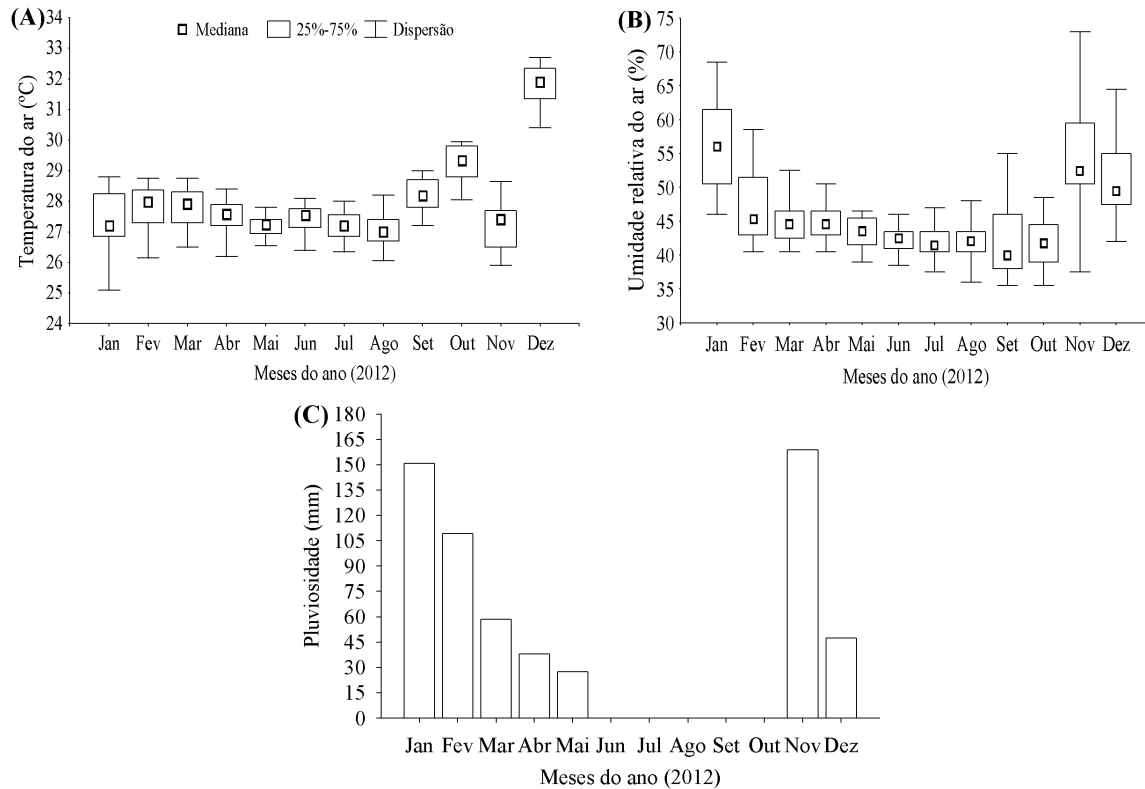 (A)
Temperatura do ar (ºC)
34
33
32
31
30
29
28
27
26
25
24
Mediana 25%-75% Dispersão
Jan Fev Mar Abr Mai Jun Jul Ago Set Out Nov Dez
Meses do ano (2012)
(B)
Umidade relativa do ar (%)
75
70
65
60
55
50
45
40
35
30
Jan Fev Mar Abr Mai Jun Jul Ago Set Out Nov Dez
Meses do ano (2012)
(C)
Pluviosidade (mm)
180
165
150
135
120
105
90
75
60
45
30
15
0
Jan Fev Mar Abr Mai Jun Jul Ago Set Out Nov Dez
Meses do ano (2012)